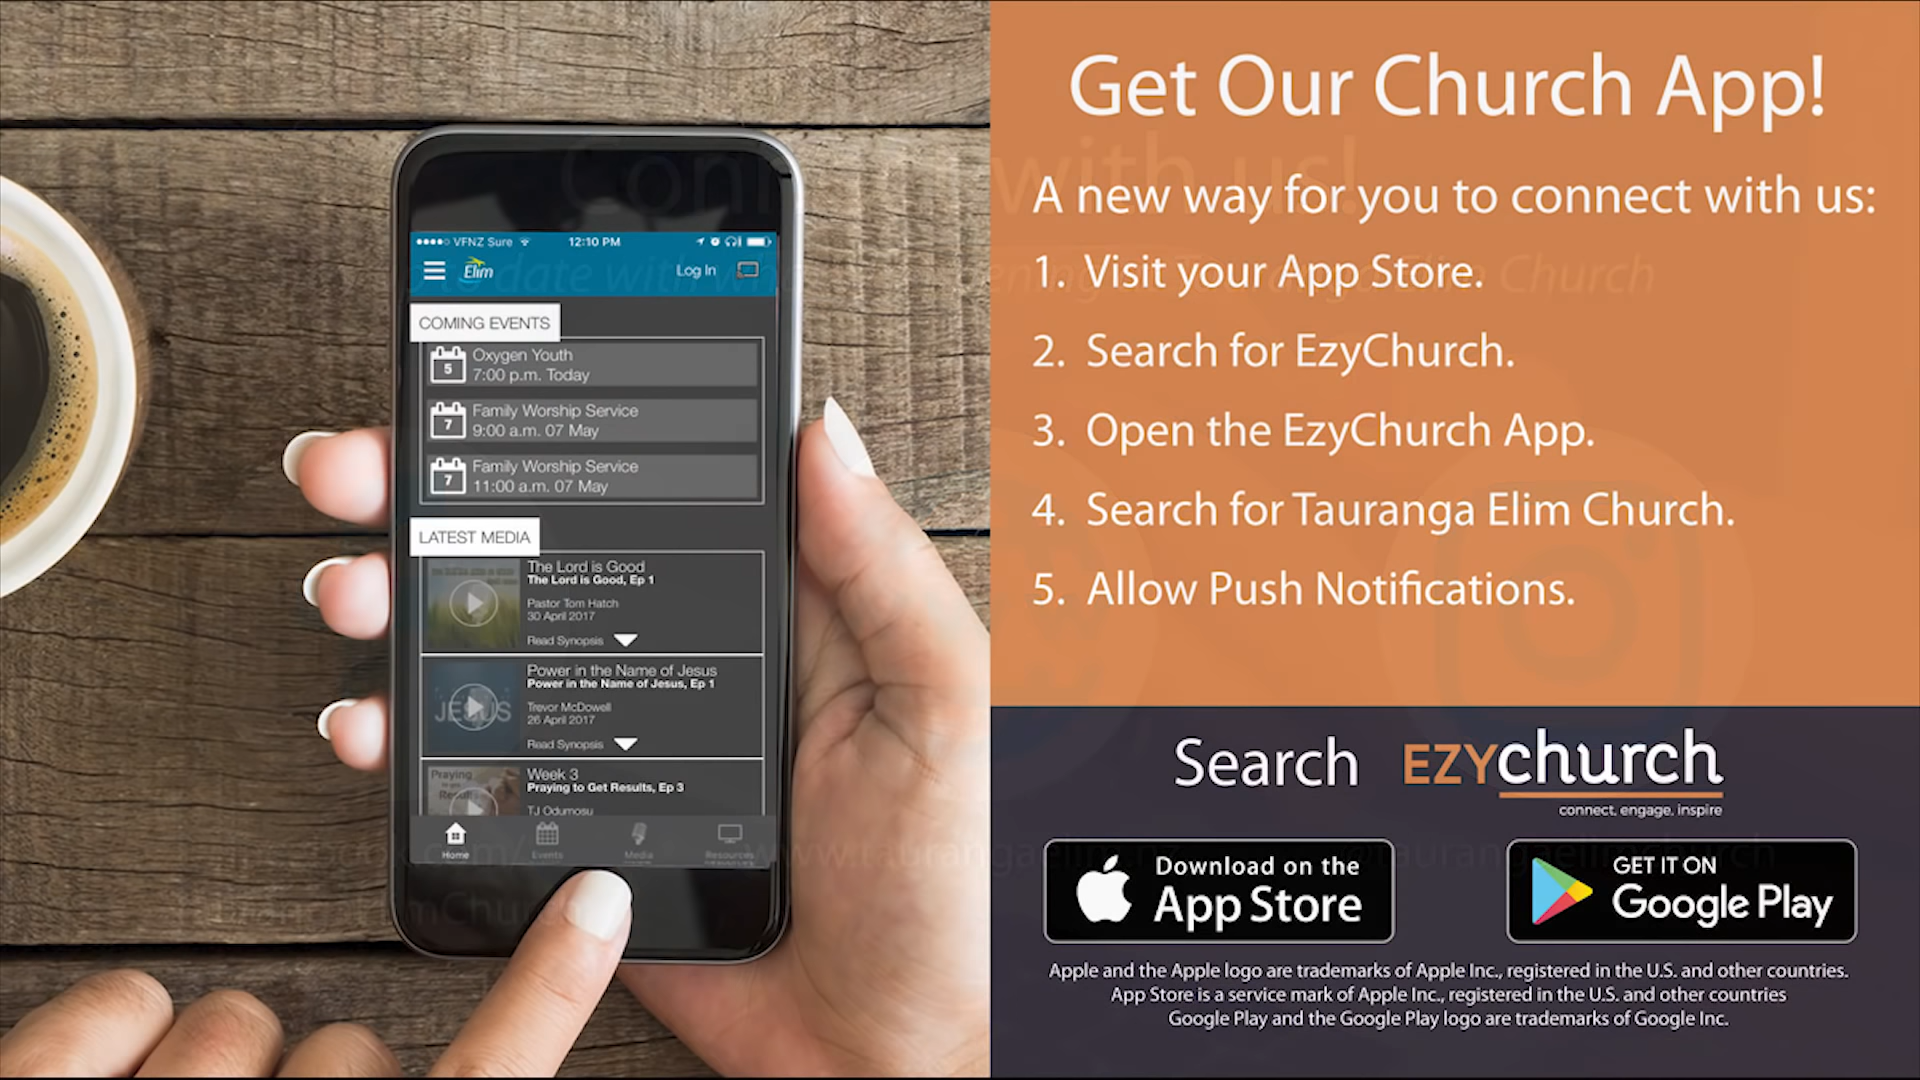 Get Our Church App!
A new way for you to connect with us:
1. Visit your App Store.
2. Search for EzyChurch.
3. Open the EzyChurch App.
4. Search for Tauranga Elim Church.
5. Allow Push Notifications.
Search EZYchurch
connect, engage, inspire
Download on the
App Store
GET IT ON
Google Play
Apple and the Apple logo are trademarks of Apple Inc., registered in the U.S. and other countries.
App Store is a service mark of Apple Inc., registered in the U.S. and other countries
Google Play and the Google Play logo are trademarks of Google Inc.
VFNZ Sure 12:10 PM
Elim Log In
COMING EVENTS
5
Oxygen Youth
7:00 p.m. Today
7
Family Worship Service
9:00 a.m. 07 May
7
Family Worship Service
11:00 a.m. 07 May
LATEST MEDIA
The Lord is Good
The Lord is Good, Ep 1
Pastor Tom Hatch
30 April 2017
Read Synopsis
JESUS
Power in the Name of Jesus
Power in the Name of Jesus, Ep 1
Trevor McDowell
26 April 2017
Read Synopsis
Praying
Week 3
Praying to Get Results, Ep 3
TJ Odumosu
Home Events Media Resources
with us!
Church